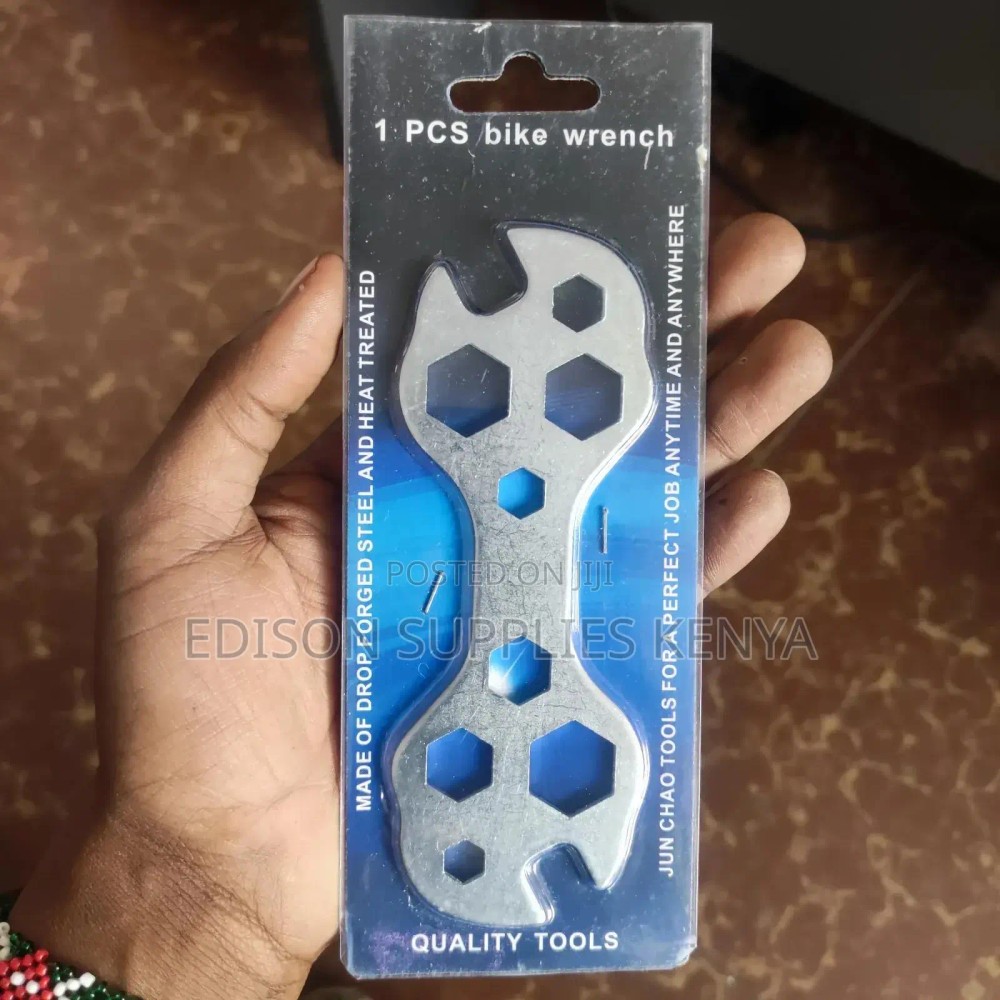 1 PCS bike wrench
MADE OF DROP FORGED STEEL AND HEAT TREATED
JUN CHAO TOOLS FOR A PERFECT JOB ANYTIME AND ANYWHERE
POSTED ON JIJI
EDISON SUPPLIES KENYA
QUALITY TOOLS